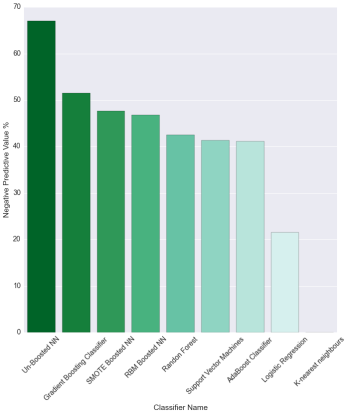 70
60
50
40
30
20
10
0
Negative Predictive Value %
Un-Boosted NN
Gradient Boosting Classifier
SMOTE Boosted NN
RBM Boosted NN
Randon Forest
Support Vector Machines
AdaBoost Classifier
Logistic Regression
K-nearest neighbours
Classifier Name